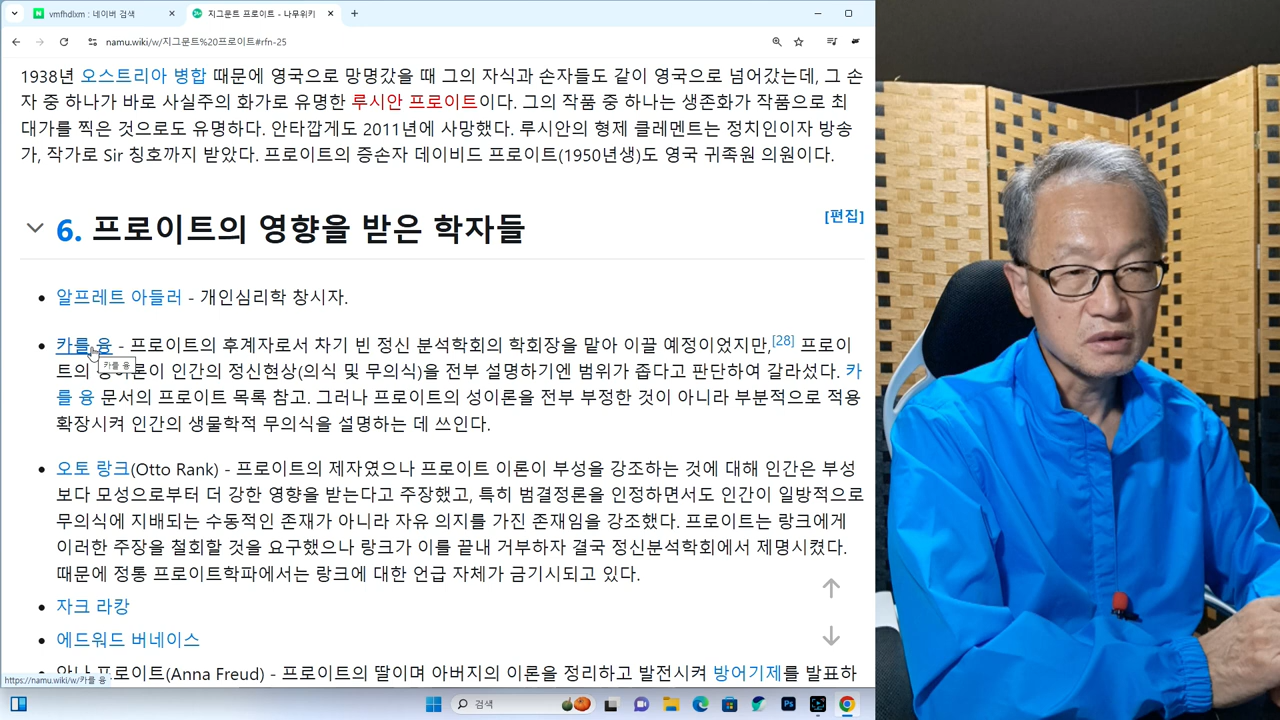 vmfhdlxm : 네이버 검색
지그문트 프로이트 - 나무위키
namu.wiki/w/지그문트%20프로이트#rfn-25
1938년 오스트리아 병합 때문에 영국으로 망명갔을 때 그의 자식과 손자들도 같이 영국으로 넘어갔는데, 그 손
자 중 하나가 바로 사실주의 화가로 유명한 루시안 프로이트이다. 그의 작품 중 하나는 생존화가 작품으로 최
대가를 찍은 것으로도 유명하다. 안타깝게도 2011년에 사망했다. 루시안의 형제 클레멘트는 정치인이자 방송
가, 작가로 Sir 칭호까지 받았다. 프로이트의 증손자 데이비드 프로이트(1950년생)도 영국 귀족원 의원이다.
6. 프로이트의 영향을 받은 학자들
[편집]
알프레트 아들러 - 개인심리학 창시자.
카를 융 - 프로이트의 후계자로서 차기 빈 정신 분석학회의 학회장을 맡아 이끌 예정이었지만,[28] 프로이
카를 융
트의 이 인간의 정신현상(의식 및 무의식)을 전부 설명하기엔 범위가 좁다고 판단하여 갈라섰다. 카
를 융 문서의 프로이트 목록 참고. 그러나 프로이트의 성이론을 전부 부정한 것이 아니라 부분적으로 적용
확장시켜 인간의 생물학적 무의식을 설명하는 데 쓰인다.
오토 랑크(Otto Rank) - 프로이트의 제자였으나 프로이트 이론이 부성을 강조하는 것에 대해 인간은 부성
보다 모성으로부터 더 강한 영향을 받는다고 주장했고, 특히 범결정론을 인정하면서도 인간이 일방적으로
무의식에 지배되는 수동적인 존재가 아니라 자유 의지를 가진 존재임을 강조했다. 프로이트는 랑크에게
이러한 주장을 철회할 것을 요구했으나 랑크가 이를 끝내 거부하자 결국 정신분석학회에서 제명시켰다.
때문에 정통 프로이트학파에서는 랑크에 대한 언급 자체가 금기시되고 있다.
자크 라캉
에드워드 버네이스
안나 프로이트(Anna Freud) - 프로이트의 딸이며 아버지의 이론을 정리하고 발전시켜 방어기제를 발표하
https://namu.wiki/w/카를 융
검색